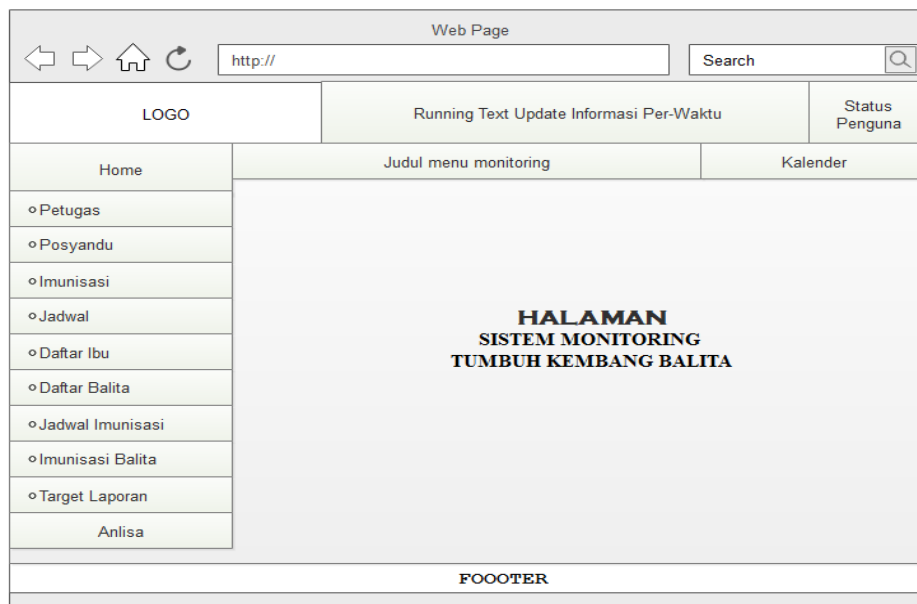 Web Page
http://
Search
LOGO
Running Text Update Informasi Per-Waktu
Status
Penguna
Home
Judul menu monitoring
Kalender
Petugas
Posyandu
Imunisasi
Jadwal
Daftar Ibu
Daftar Balita
Jadwal Imunisasi
Imunisasi Balita
Target Laporan
Anlisa
HALAMAN
SISTEM MONITORING
TUMBUH KEMBANG BALITA
FOOOTER